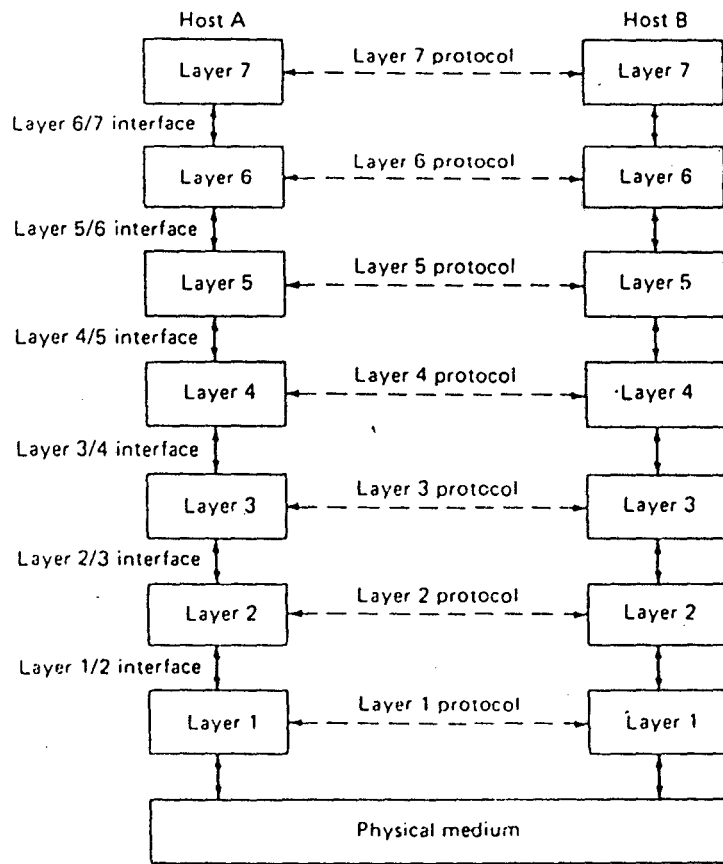 Host A Host B
Layer 7 protocol
Layer 7 Layer 7
Layer 6/7 interface
Layer 6 protocol
Layer 6 Layer 6
Layer 5/6 interface
Layer 5 protocol
Layer 5 Layer 5
Layer 4/5 interface
Layer 4 protocol
Layer 4 Layer 4
Layer 3/4 interface
Layer 3 protocol
Layer 3 Layer 3
Layer 2/3 interface
Layer 2 protocol
Layer 2 Layer 2
Layer 1/2 interface
Layer 1 protocol
Layer 1 Layer 1
Physical medium